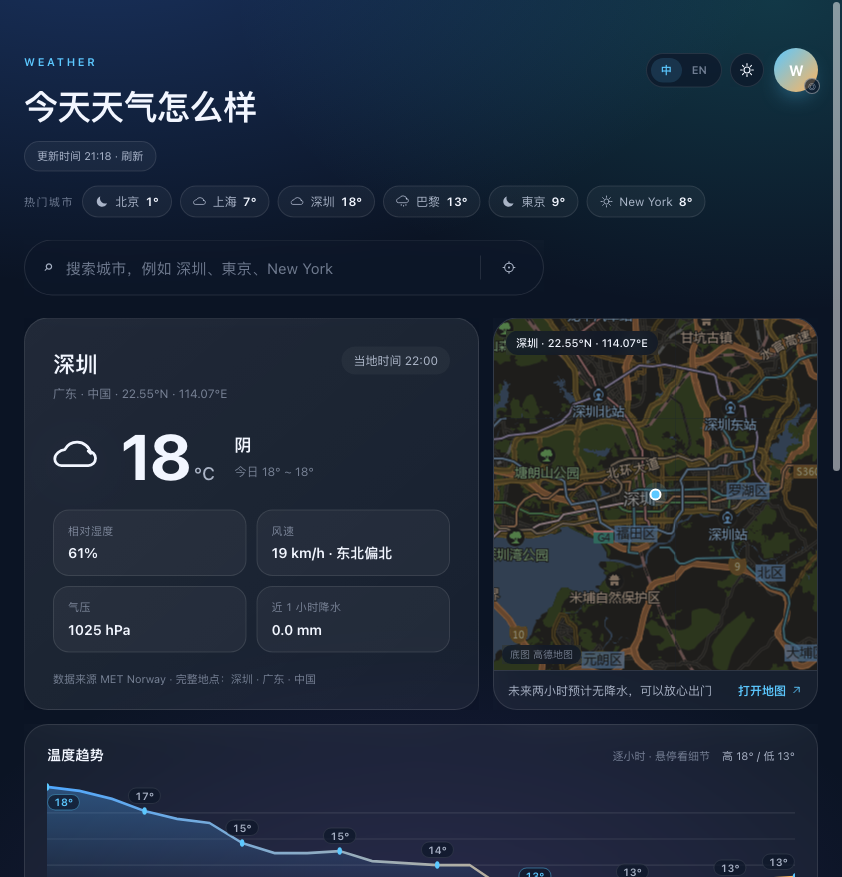 WEATHER
中 EN
W
今天天气怎么样
更新时间 21:18 · 刷新
热门城市 北京 1° 上海 7° 深圳 18° 巴黎 13° 東京 9° New York 8°
搜索城市，例如 深圳、東京、New York
深圳
当地时间 22:00
广东 · 中国 · 22.55°N · 114.07°E
18 °C
阴
今日 18° ~ 18°
相对湿度
61%
风速
19 km/h · 东北偏北
气压
1025 hPa
近 1 小时降水
0.0 mm
数据来源 MET Norway · 完整地点：深圳 · 广东 · 中国
深圳 · 22.55°N · 114.07°E
甘坑古镇
水官高速
深圳北站
深圳东站
塘朗山公园
北环大道
S360
深圳
罗湖区
G4
福田区
深圳站
深圳湾公园
9
北区
米埔自然保护区
10
元朗区
大埔区
底图 高德地图
未来两小时预计无降水，可以放心出门 打开地图
温度趋势
逐小时 · 悬停看细节 高 18° / 低 13°
18°
17°
15°
15°
14°
13°
13°
13°
13°